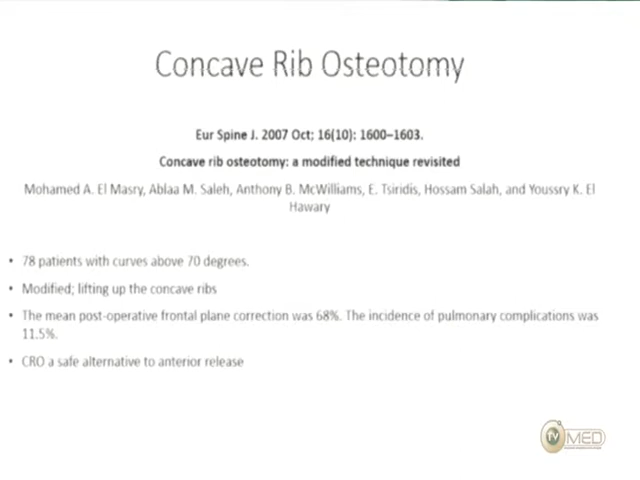 Concave Rib Osteotomy
Eur Spine J. 2007 Oct; 16(10): 1600–1603.
Concave rib osteotomy: a modified technique revisited
Mohamed A. El Masry, Ablaa M. Saleh, Anthony B. McWilliams, E. Tsiridis, Hossam Salah, and Youssry K. El
Hawary
• 78 patients with curves above 70 degrees.
• Modified; lifting up the concave ribs
• The mean post-operative frontal plane correction was 68%. The incidence of pulmonary complications was
11.5%.
• CRO a safe alternative to anterior release
TV MED